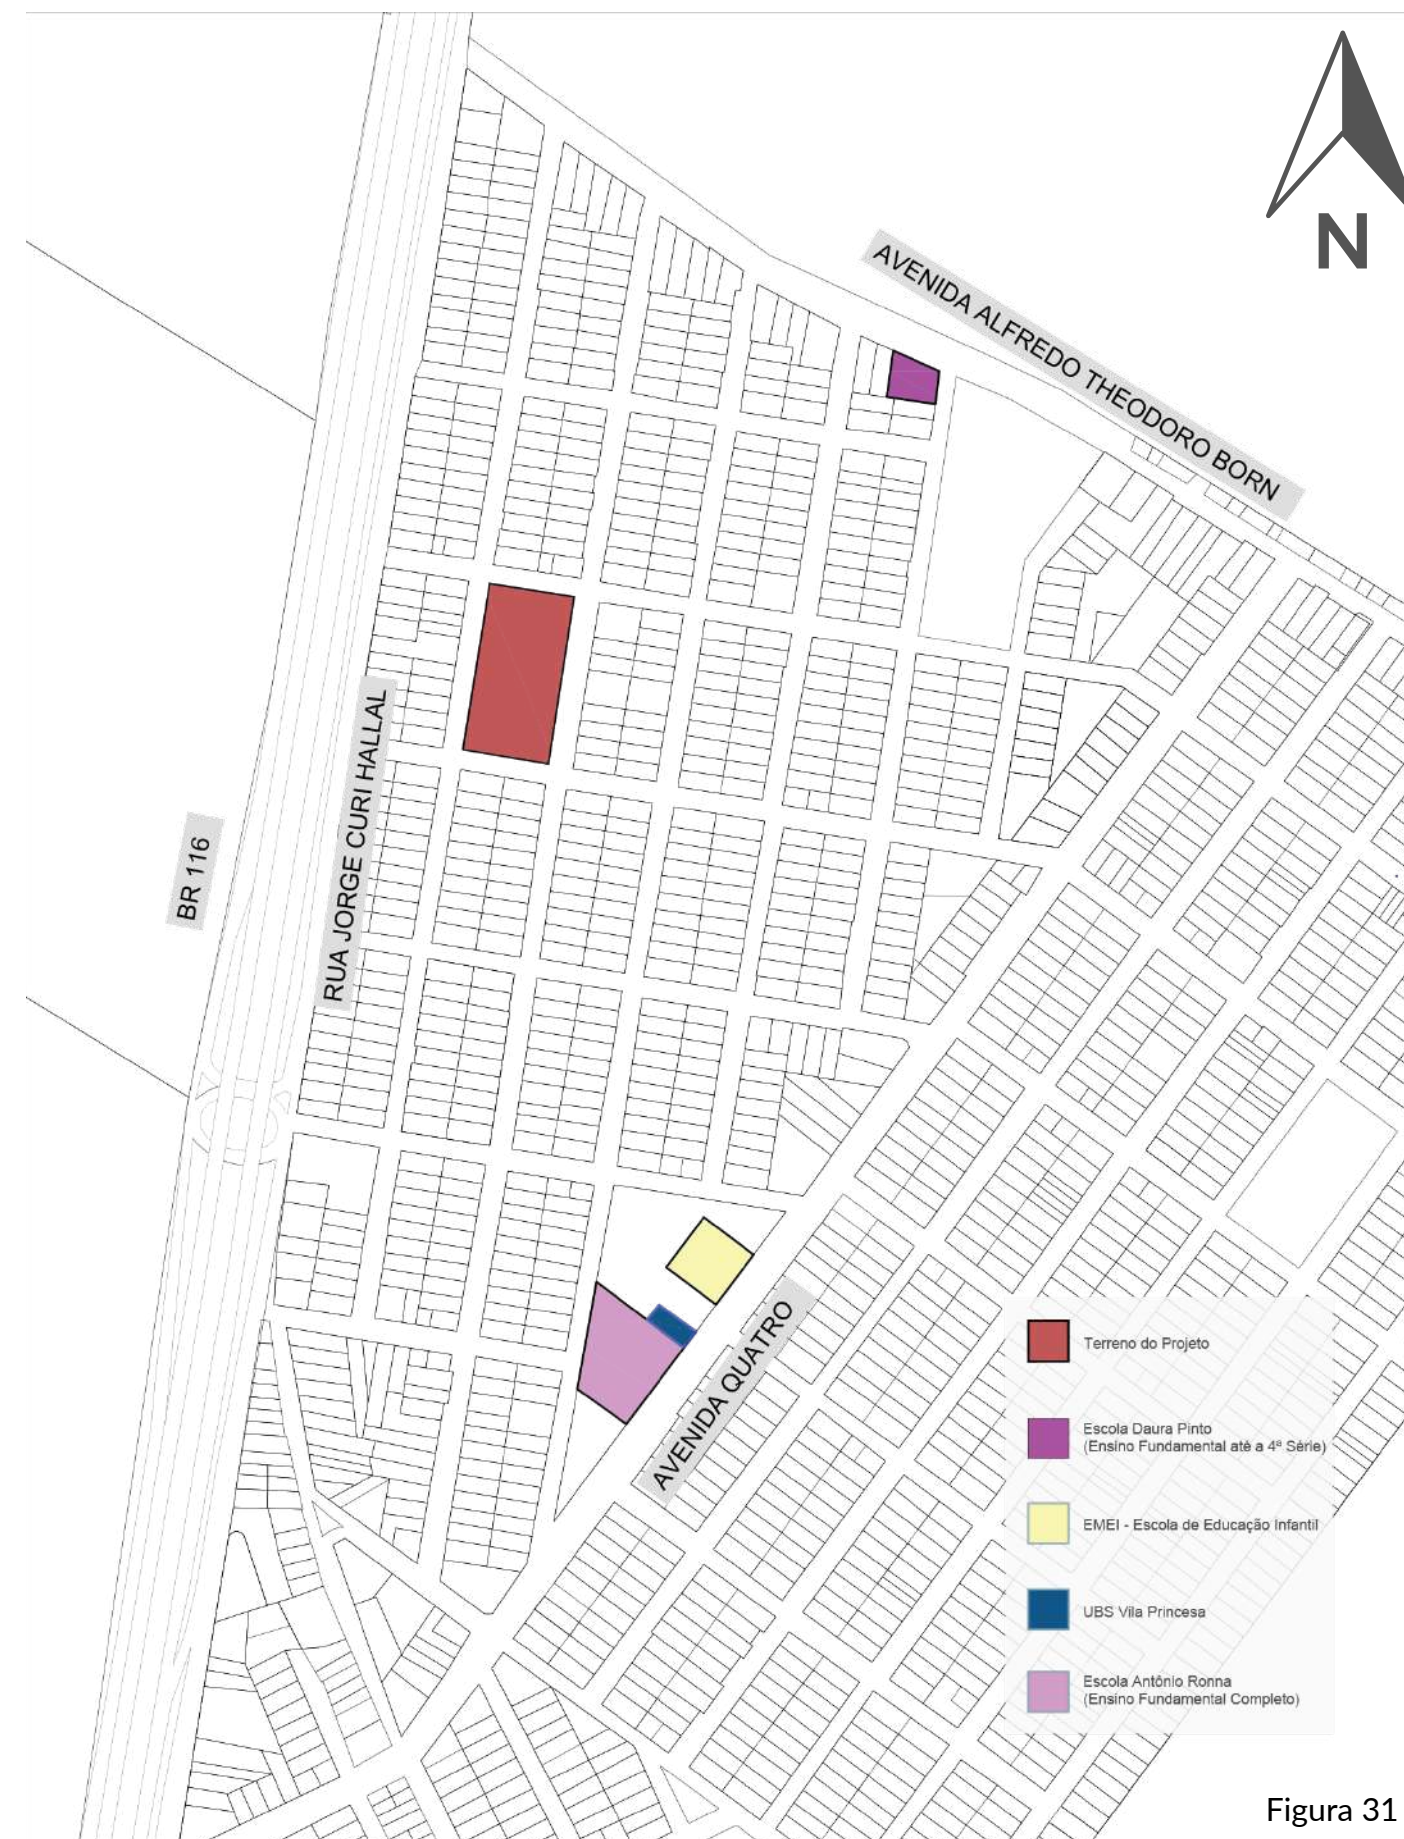 N
AVENIDA ALFREDO THEODORO BORN
RUA JORGE CURI HALLAL
BR 116
AVENIDA QUATRO
Terreno do Projeto
Escola Daura Pinto
(Ensino Fundamental até a 4ª Série)
EMEI - Escola de Educação Infantil
UBS Vila Princesa
Escola Antônio Ronna
(Ensino Fundamental Completo)
Figura 31